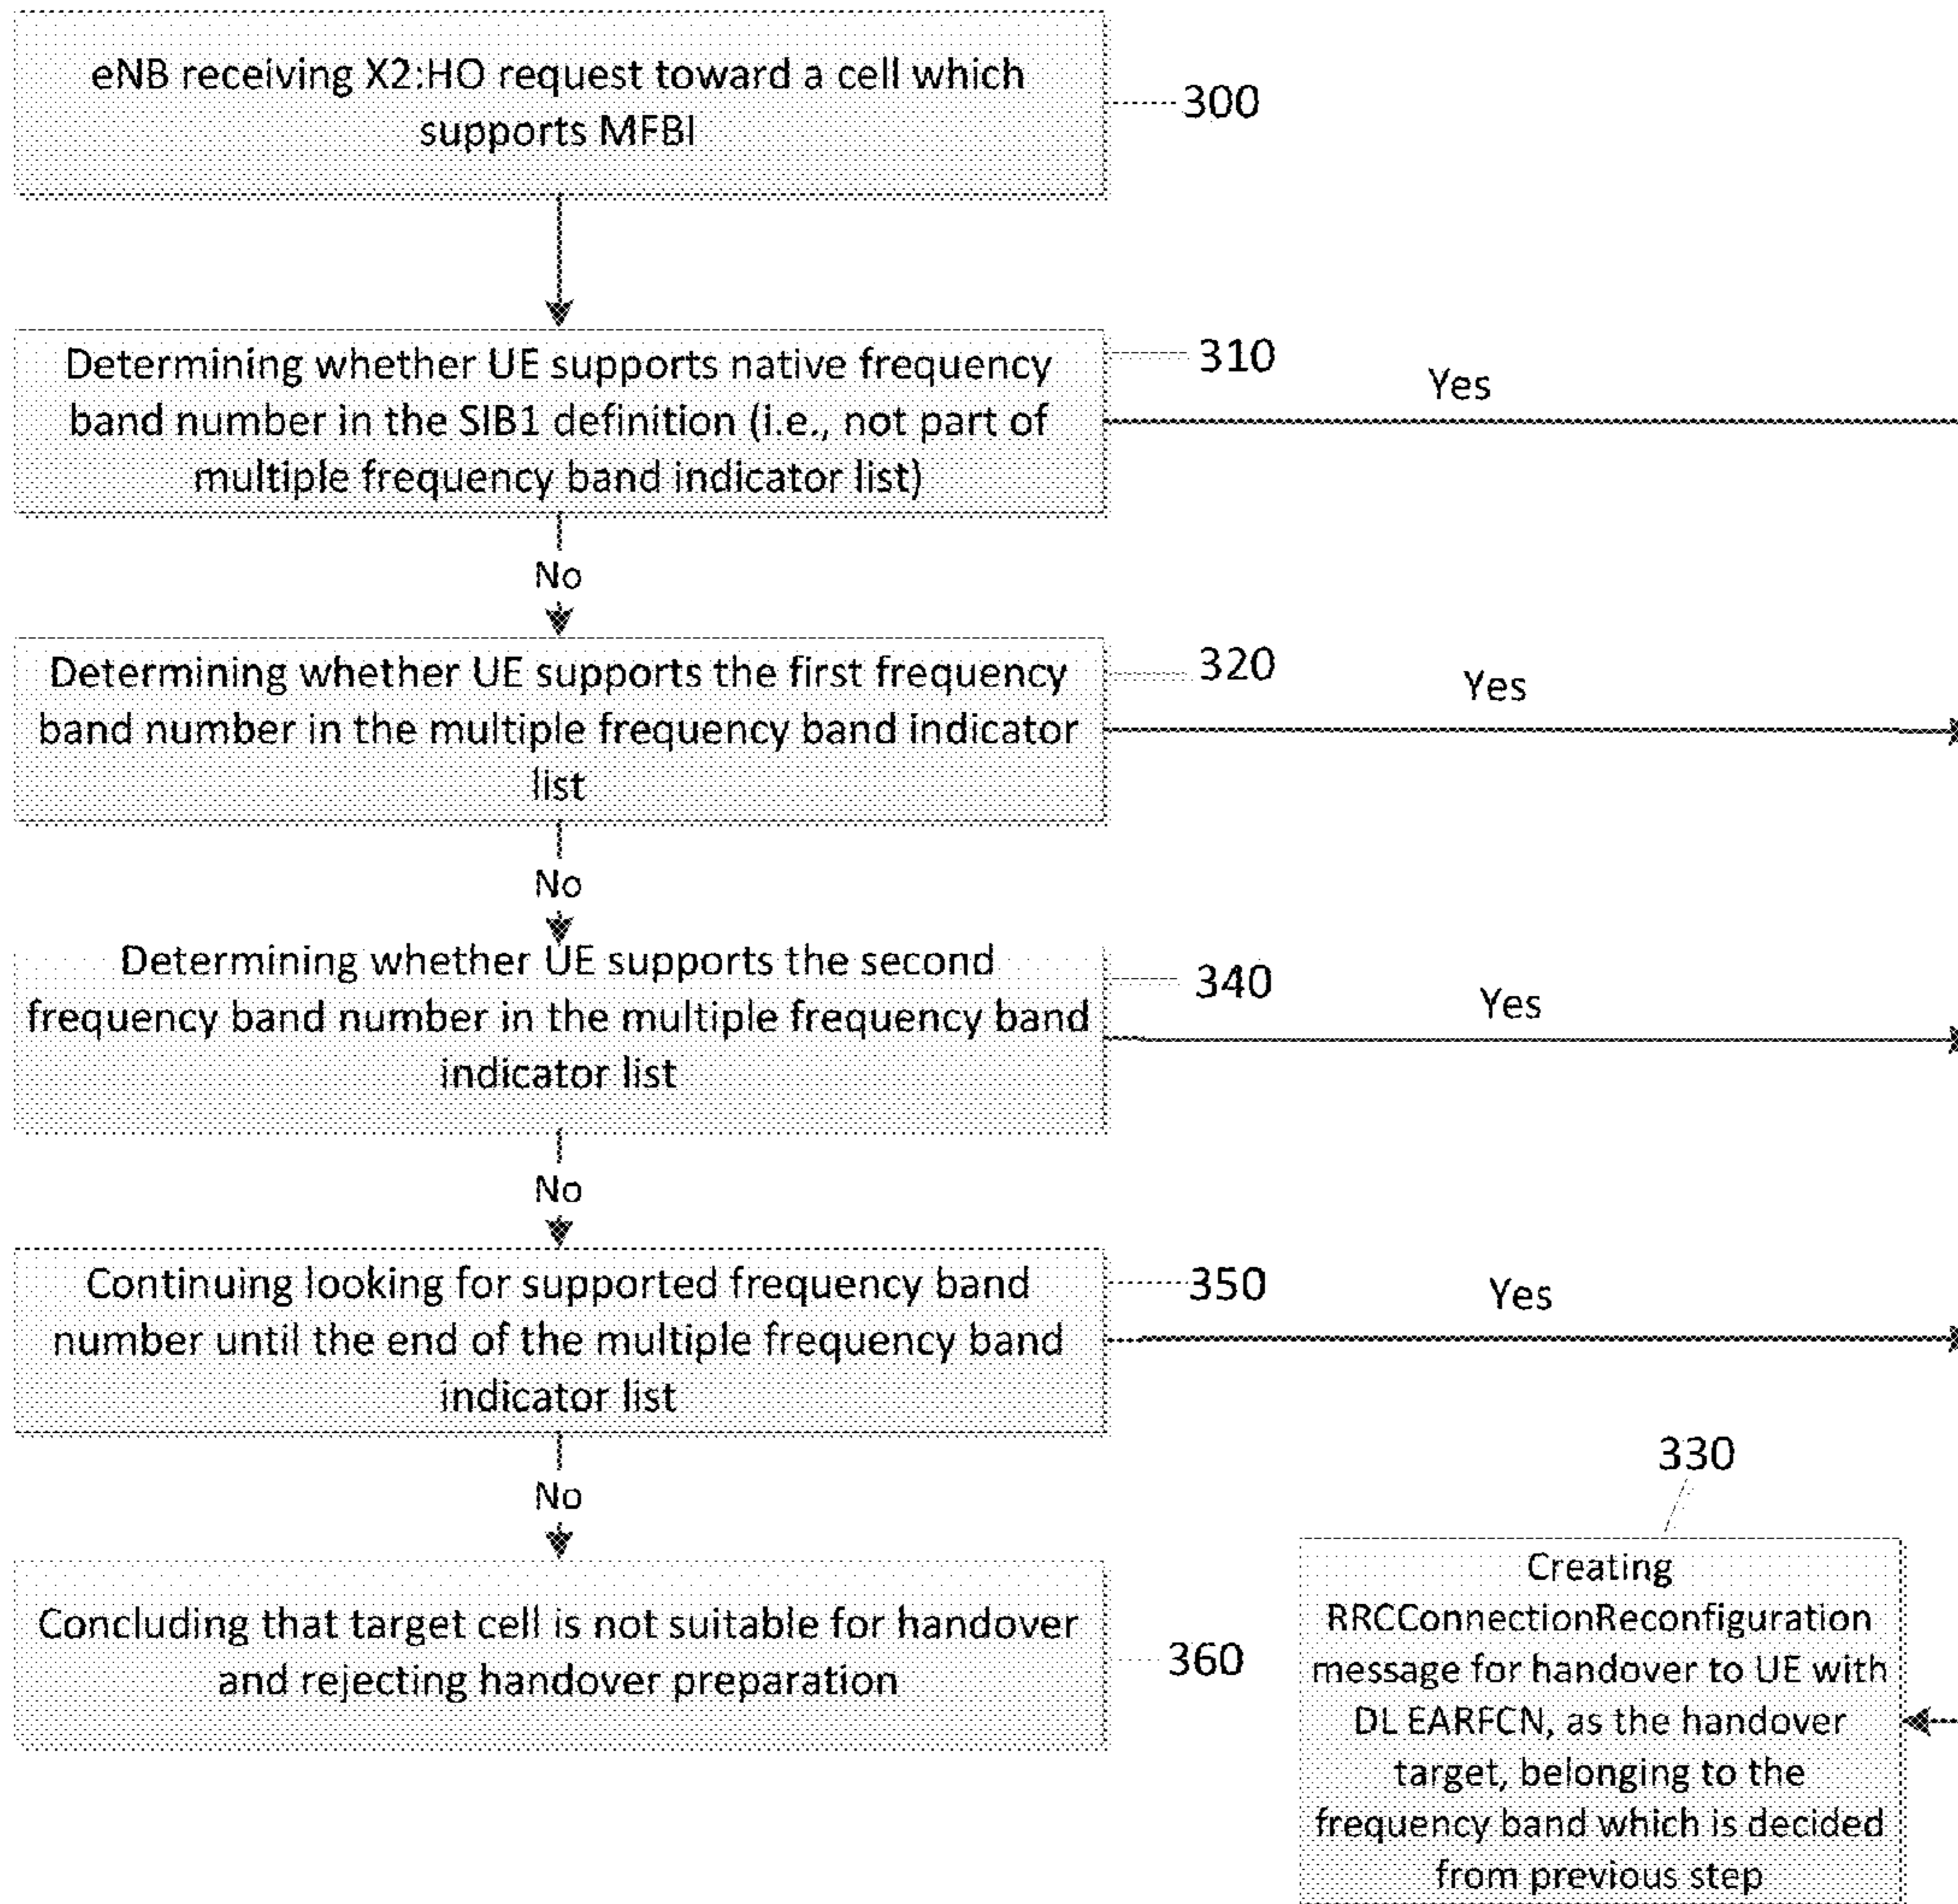 eNB receiving X2:HO request toward a cell which
supports MFBI
300
Determining whether UE supports native frequency
band number in the SIB1 definition (i.e., not part of
multiple frequency band indicator list)
310
Yes
No
Determining whether UE supports the first frequency
band number in the multiple frequency band indicator
list
320
Yes
No
Determining whether UE supports the second
frequency band number in the multiple frequency band
indicator list
340
Yes
No
Continuing looking for supported frequency band
number until the end of the multiple frequency band
indicator list
350
Yes
No
Concluding that target cell is not suitable for handover
and rejecting handover preparation
360
330
Creating
RRCConnectionReconfiguration
message for handover to UE with
DL EARFCN, as the handover
target, belonging to the
frequency band which is decided
from previous step